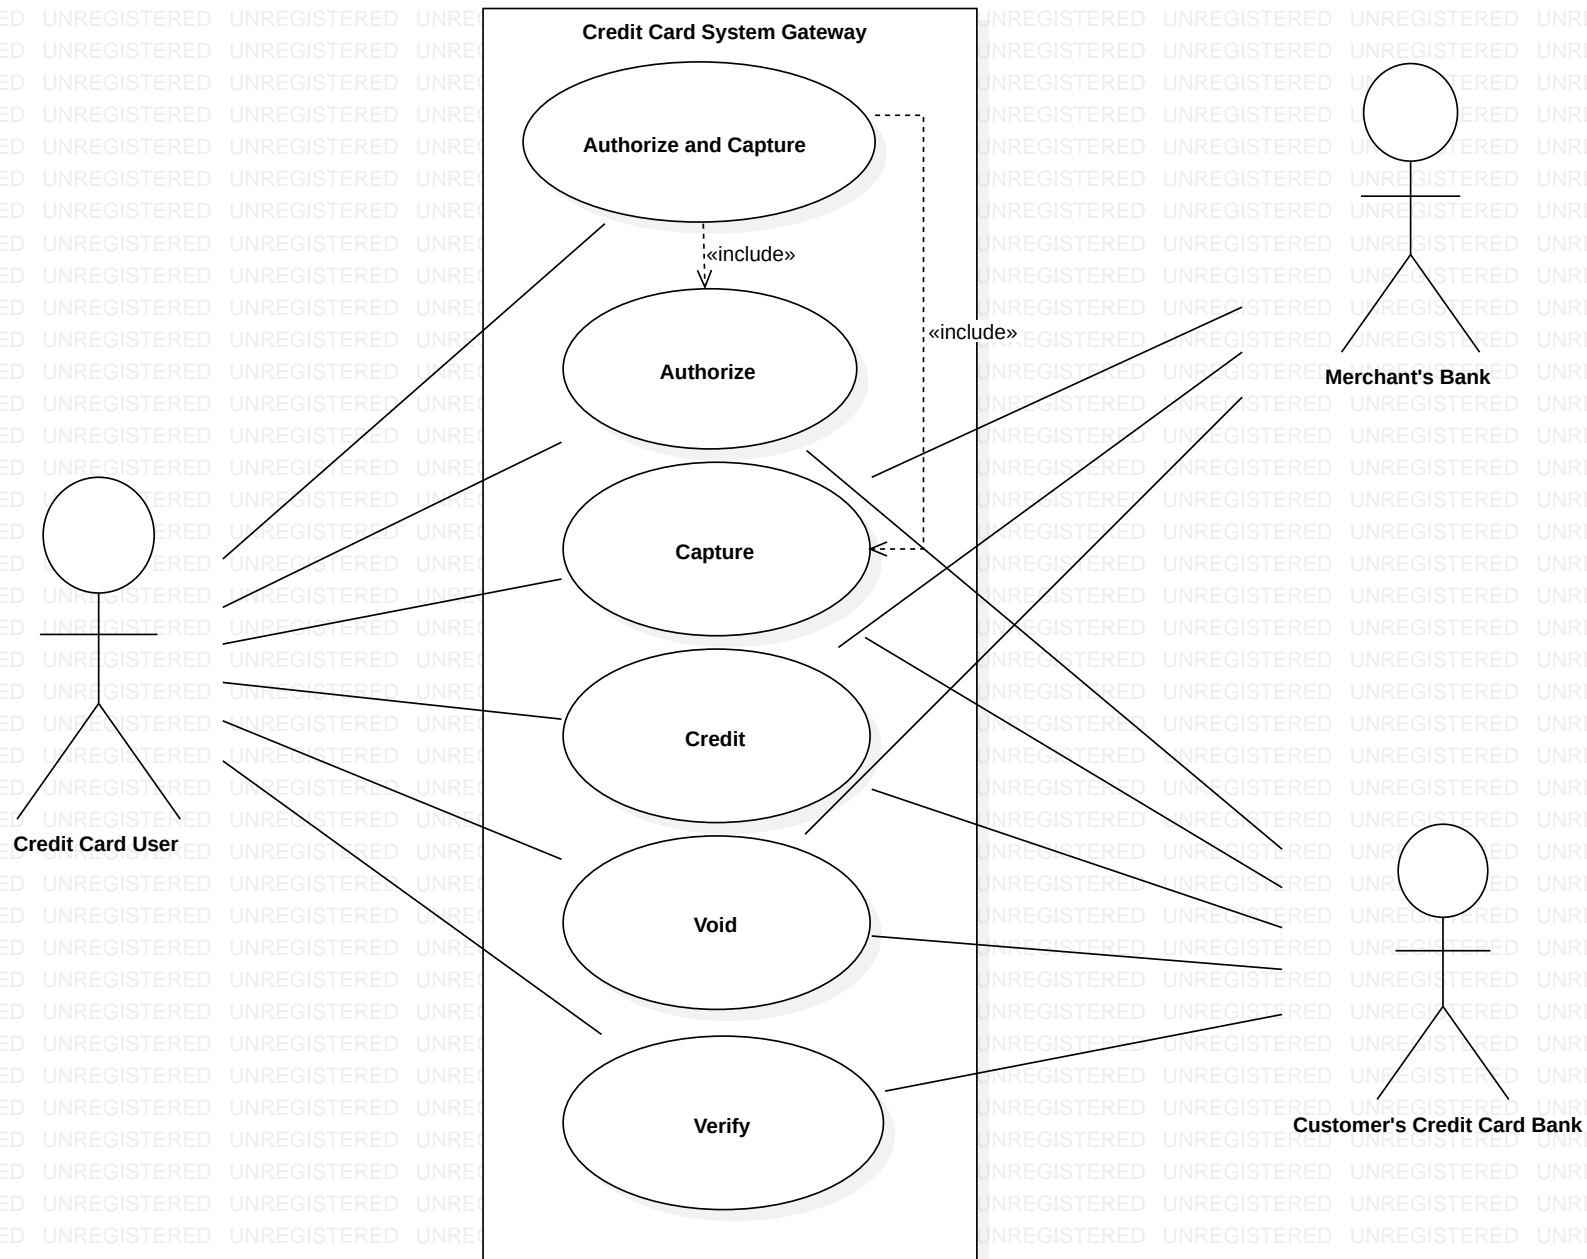 Credit Card System Gateway
Authorize and Capture
«include»
Authorize
«include»
Merchant's Bank
Capture
Credit
Credit Card User
Void
Verify
Customer's Credit Card Bank
UNREGISTERED